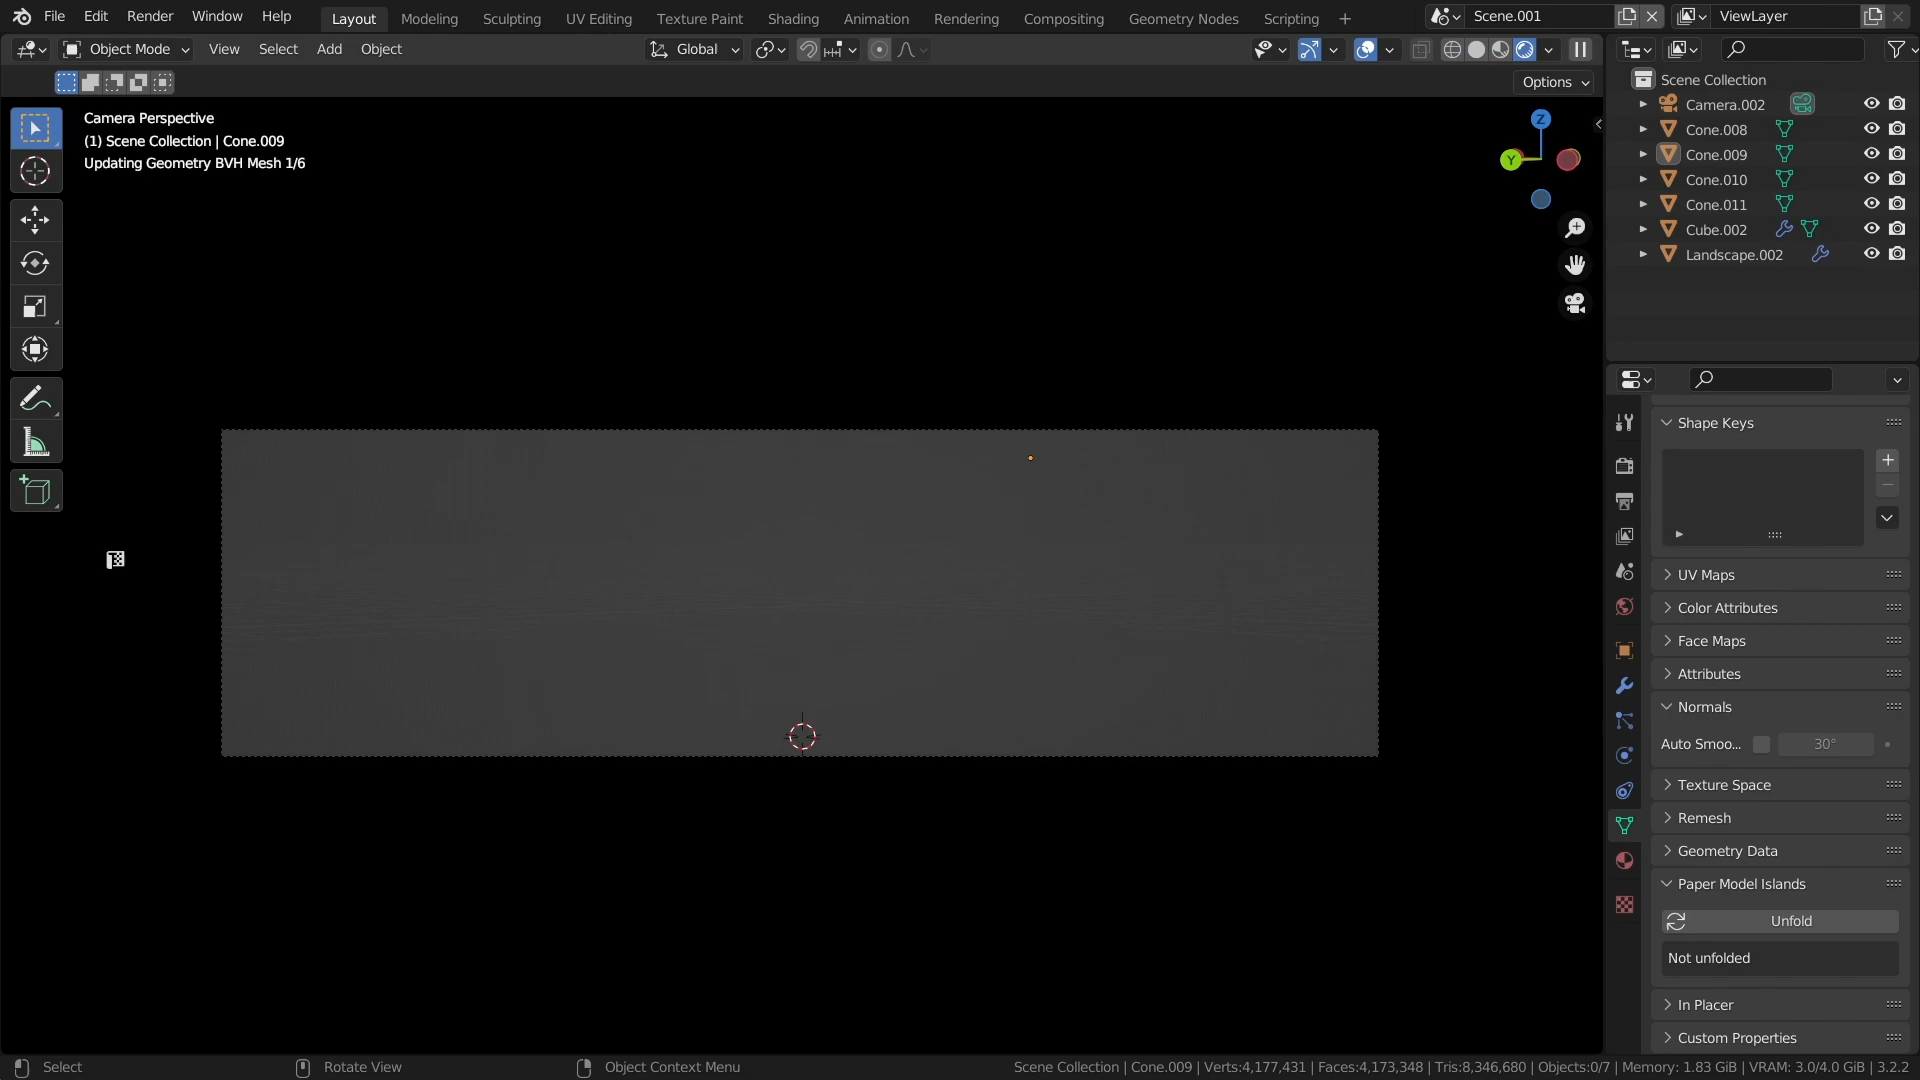 File Edit Render Window Help Layout Modeling Sculpting UV Editing Texture Paint Shading Animation Rendering Compositing Geometry Nodes Scripting + Scene.001 ViewLayer
Object Mode View Select Add Object Global
Options
Camera Perspective
(1) Scene Collection | Cone.009
Updating Geometry BVH Mesh 1/6
Z
Y
Scene Collection
Camera.002
Cone.008
Cone.009
Cone.010
Cone.011
Cube.002
Landscape.002
Shape Keys
UV Maps
Color Attributes
Face Maps
Attributes
Normals
Auto Smoo... 30°
Texture Space
Remesh
Geometry Data
Paper Model Islands
Unfold
Not unfolded
In Placer
Custom Properties
Select Rotate View Object Context Menu Scene Collection | Cone.009 | Verts:4,177,431 | Faces:4,173,348 | Tris:8,346,680 | Objects:0/7 | Memory: 1.83 GiB | VRAM: 3.0/4.0 GiB | 3.2.2